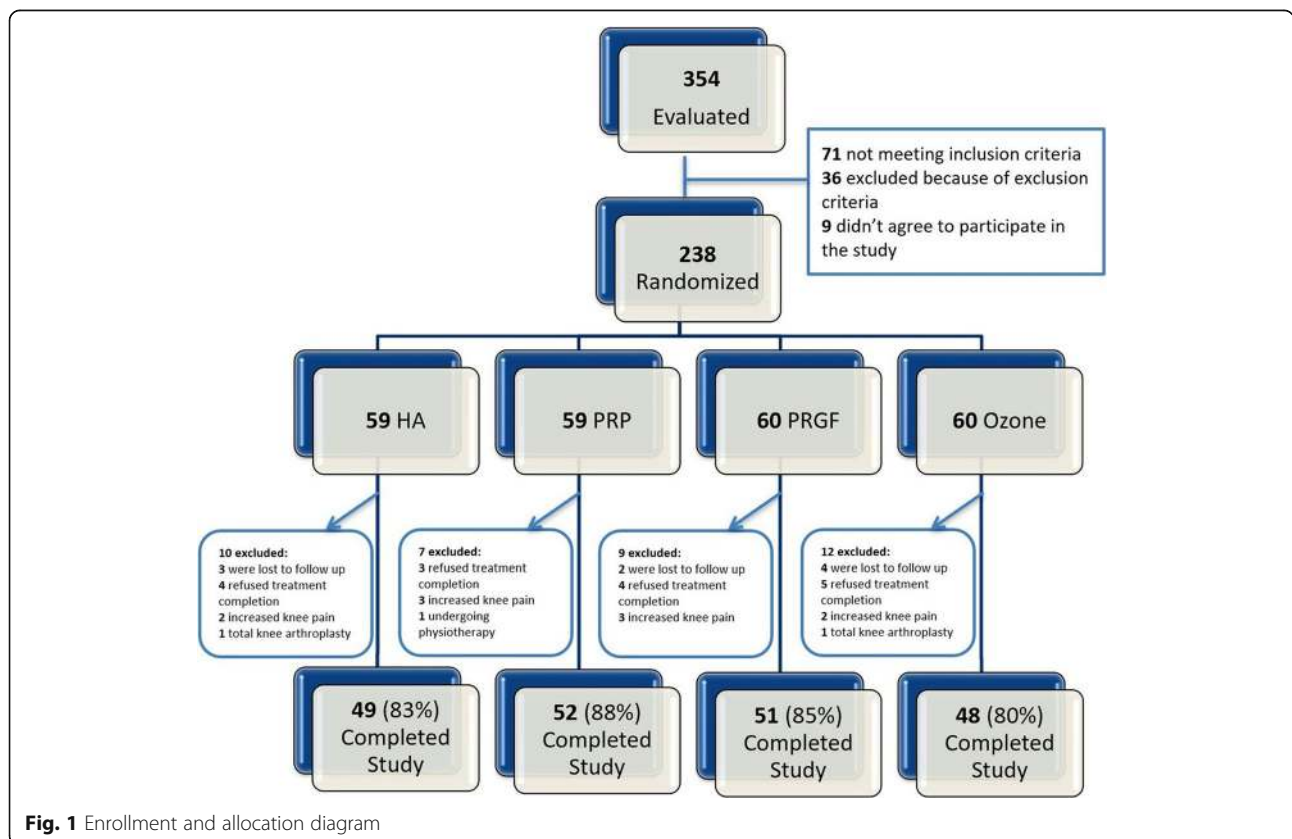 354
Evaluated
71 not meeting inclusion criteria
36 excluded because of exclusion
criteria
9 didn't agree to participate in
the study
238
Randomized
59 HA
59 PRP
60 PRGF
60 Ozone
10 excluded:
3 were lost to follow up
4 refused treatment
completion
2 increased knee pain
1 total knee arthroplasty
7 excluded:
3 refused treatment
completion
3 increased knee pain
1 undergoing
physiotherapy
9 excluded:
2 were lost to follow up
4 refused treatment
completion
3 increased knee pain
12 excluded:
4 were lost to follow up
5 refused treatment
completion
2 increased knee pain
1 total knee arthroplasty
49 (83%)
Completed
Study
52 (88%)
Completed
Study
51 (85%)
Completed
Study
48 (80%)
Completed
Study
Fig. 1 Enrollment and allocation diagram